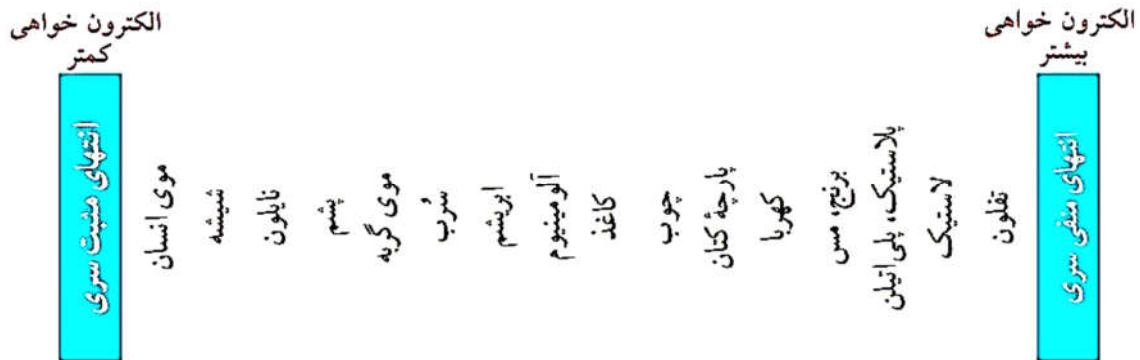 الکترون خواهی
بیشتر
الکترون خواهی
کمتر
انتهای منفی سری
تفلون
لاستیک
پلاستیک، پلی اتیلن
برنج، مس
کهربا
پارچهٔ کتان
چوب
کاغذ
آلومینیوم
ابریشم
سُرب
موی گربه
پشم
نایلون
شیشه
موی انسان
انتهای مثبت سری